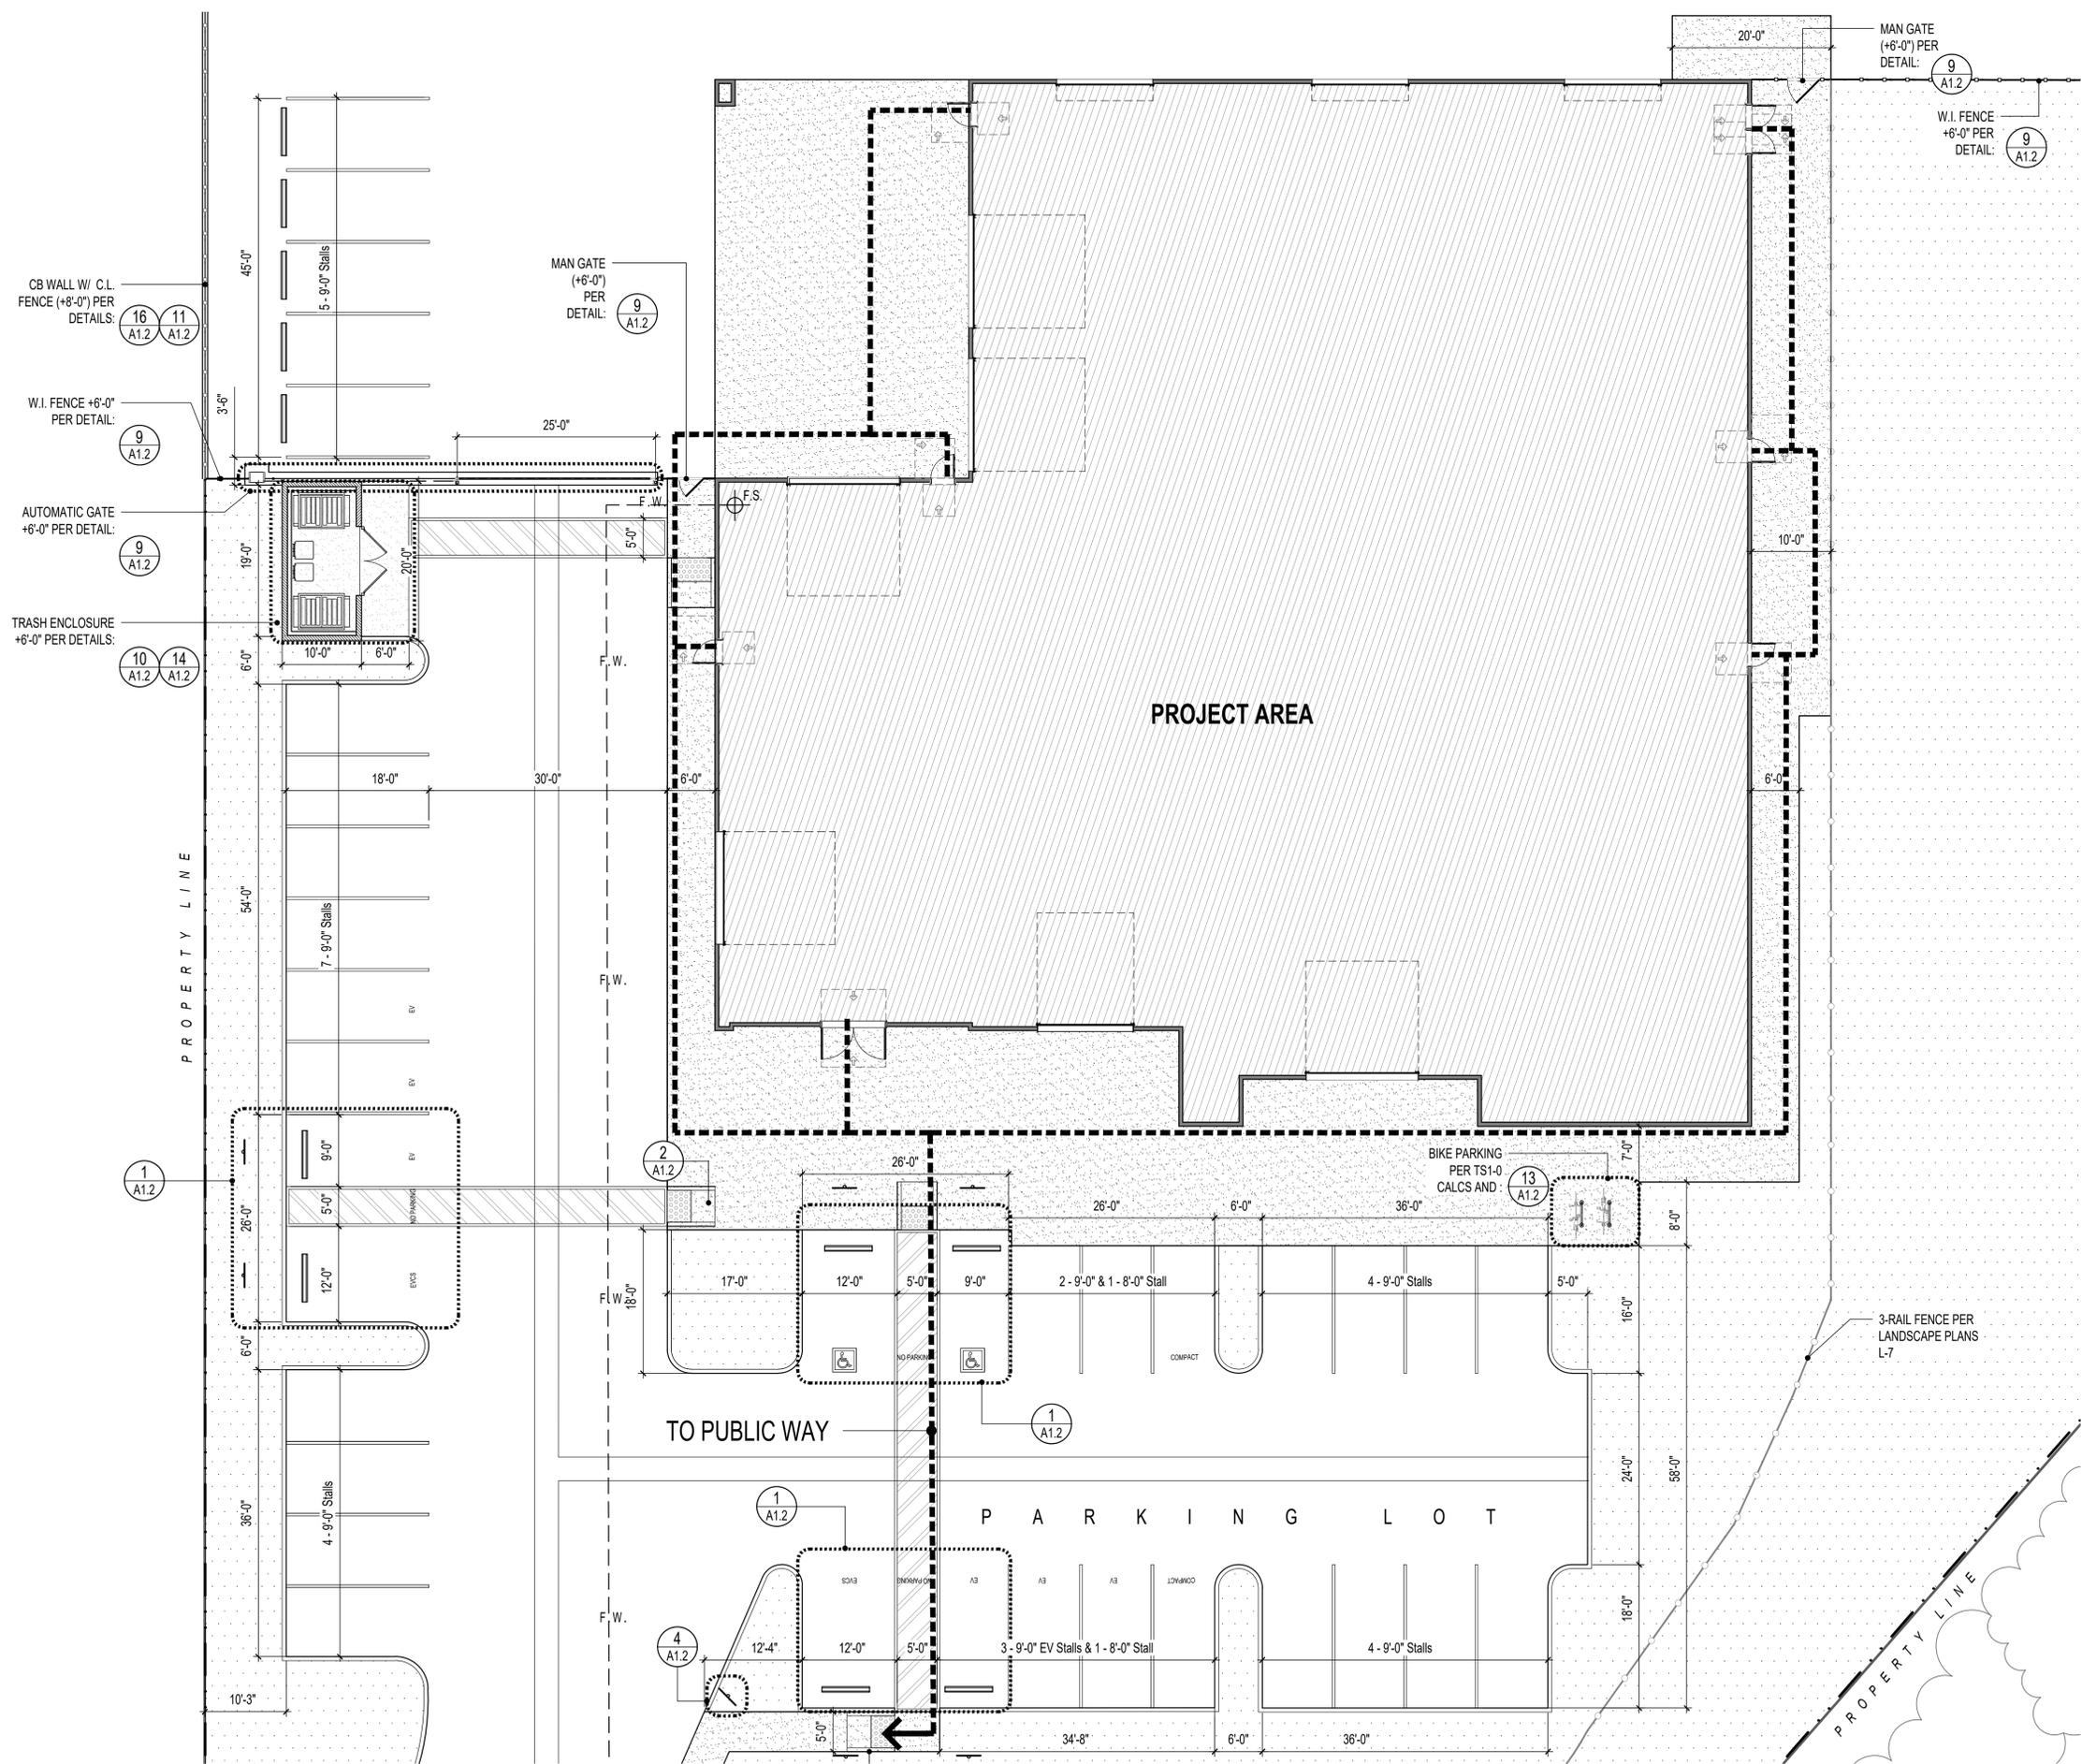 20'-0"
MAN GATE
(+6'-0") PER
DETAIL:
9
A1.2
W.I. FENCE
+6'-0" PER
DETAIL:
9
A1.2
45'-0"
5 - 9'-0" Stalls
CB WALL W/ C.L.
FENCE (+8'-0") PER
DETAILS:
16
A1.2
11
A1.2
MAN GATE
(+6'-0")
PER
DETAIL:
9
A1.2
W.I. FENCE +6'-0"
PER DETAIL:
9
A1.2
3'-6"
25'-0"
F.W.
F.S.
AUTOMATIC GATE
+6'-0" PER DETAIL:
9
A1.2
19'-0"
20'-0"
5'-0"
10'-0"
TRASH ENCLOSURE
+6'-0" PER DETAILS:
10
A1.2
14
A1.2
6'-0"
10'-0"
6'-0"
F.W.
PROJECT AREA
18'-0"
30'-0"
6'-0"
6'-0"
PROPERTY LINE
54'-0"
7 - 9'-0" Stalls
F.W.
EV
EV
1
A1.2
9'-0"
EV
26'-0"
5'-0"
NO PARKING
12'-0"
EVCS
2
A1.2
26'-0"
BIKE PARKING
PER TS1-0
CALCS AND :
13
A1.2
7'-0"
26'-0"
6'-0"
36'-0"
8'-0"
17'-0"
12'-0"
5'-0"
9'-0"
2 - 9'-0" & 1 - 8'-0" Stall
4 - 9'-0" Stalls
5'-0"
F.W.
18'-0"
16'-0"
6'-0"
NO PARKING
COMPACT
3-RAIL FENCE PER
LANDSCAPE PLANS
L-7
TO PUBLIC WAY
1
A1.2
24'-0"
58'-0"
36'-0"
4 - 9'-0" Stalls
1
A1.2
PARKING LOT
EVCS
NO PARKING
EV
EV
EV
COMPACT
F.W.
18'-0"
4
A1.2
12'-4"
12'-0"
5'-0"
3 - 9'-0" EV Stalls & 1 - 8'-0" Stall
4 - 9'-0" Stalls
PROPERTY LINE
10'-3"
5'-0"
34'-8"
6'-0"
36'-0"